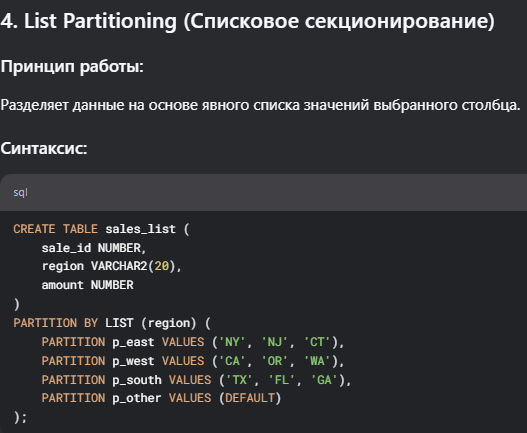 4. List Partitioning (Списковое секционирование)
Принцип работы:
Разделяет данные на основе явного списка значений выбранного столбца.
Синтаксис:
sql
CREATE TABLE sales_list (
    sale_id NUMBER,
    region VARCHAR2(20),
    amount NUMBER
)
PARTITION BY LIST (region) (
    PARTITION p_east VALUES ('NY', 'NJ', 'CT'),
    PARTITION p_west VALUES ('CA', 'OR', 'WA'),
    PARTITION p_south VALUES ('TX', 'FL', 'GA'),
    PARTITION p_other VALUES (DEFAULT)
);